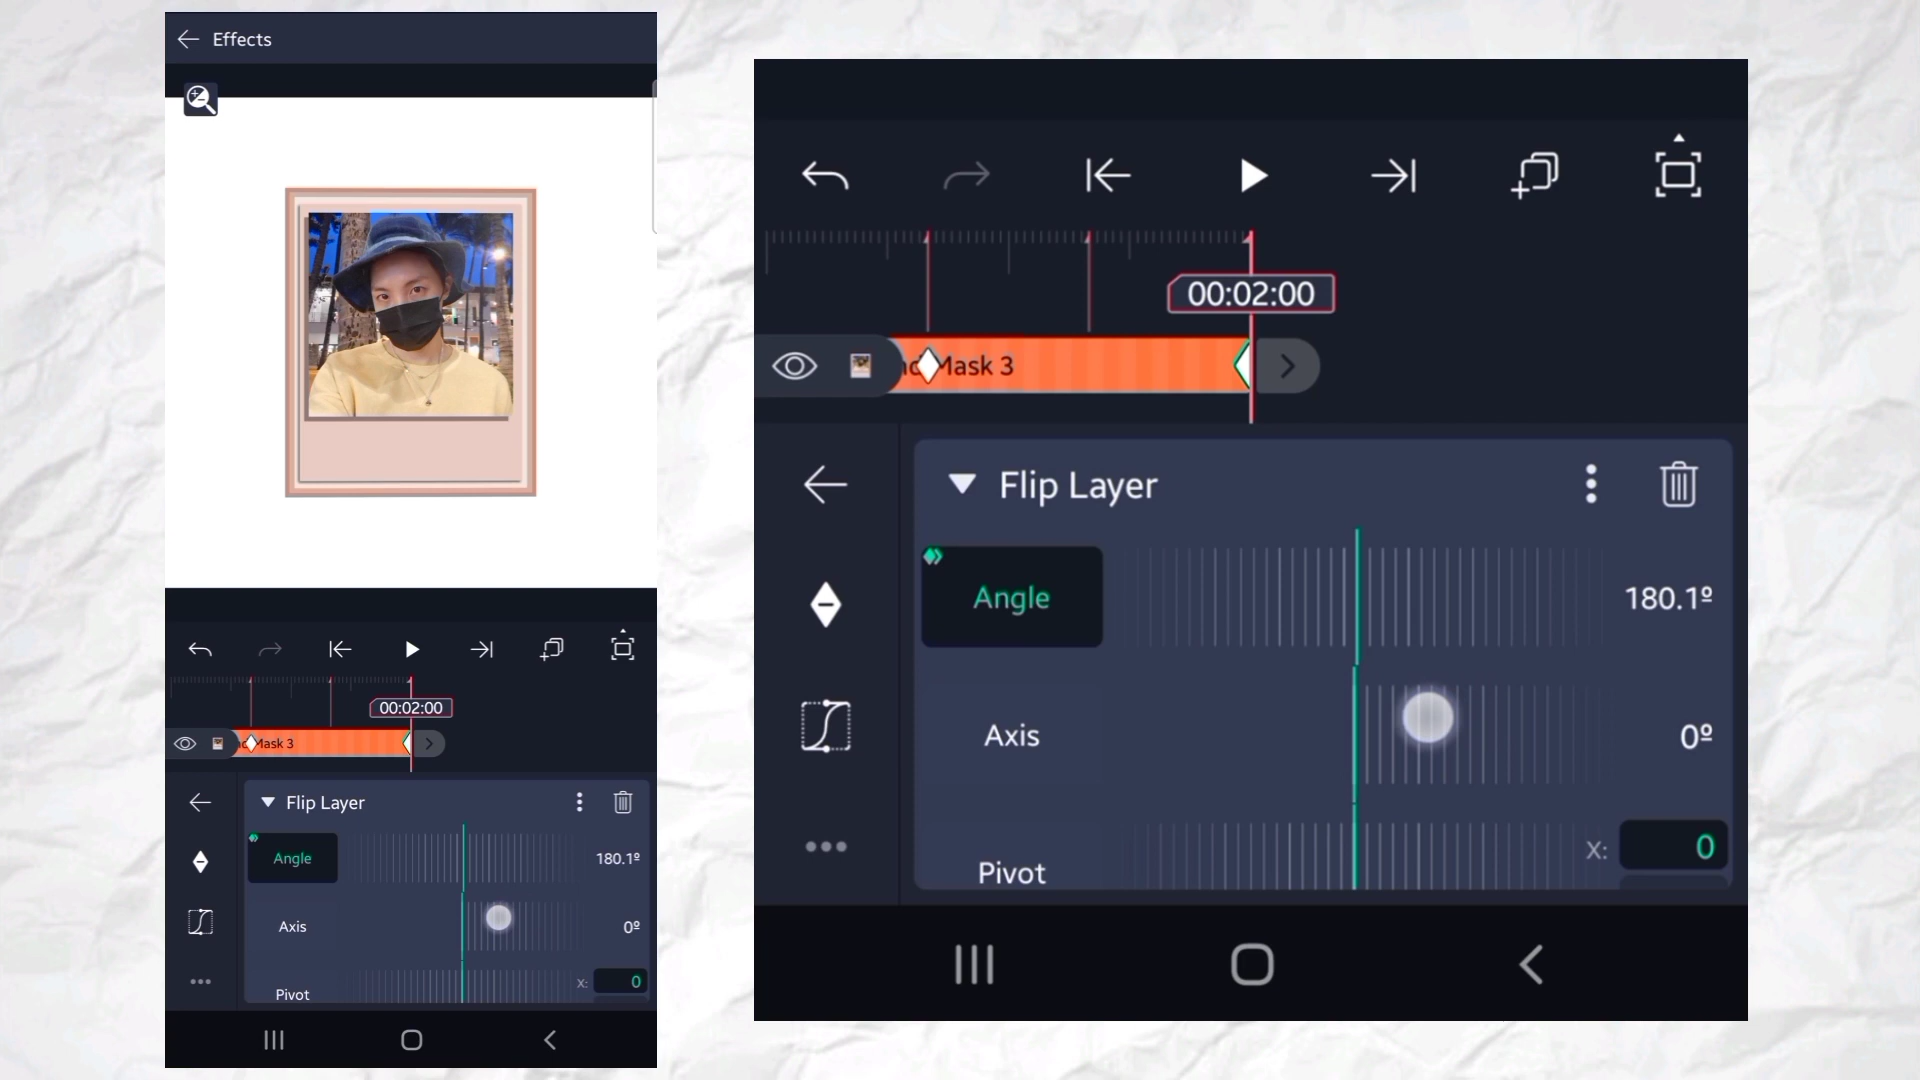 Effects
00:02:00
Mask 3
Flip Layer
Angle
180.1º
Axis
0º
Pivot
X:
0
00:02:00
Mask 3
Flip Layer
Angle
180.1º
Axis
0º
Pivot
X:
0